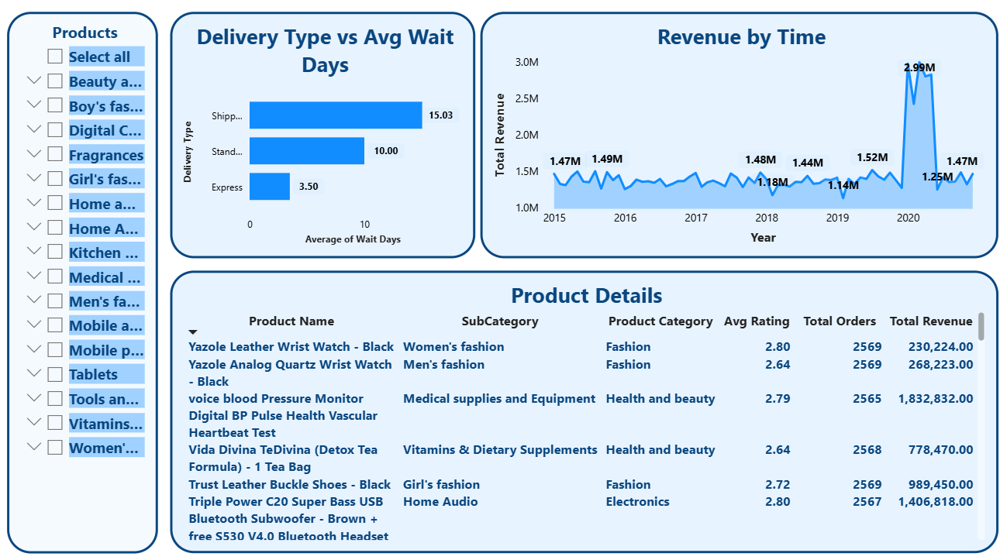 Products
Select all
Beauty a...
Boy's fas...
Digital C...
Fragrances
Girl's fas...
Home a...
Home A...
Kitchen ...
Medical ...
Men's fa...
Mobile a...
Mobile p...
Tablets
Tools an...
Vitamins...
Women'...
Delivery Type vs Avg Wait
Days
Delivery Type
Shipp...
15.03
Stand...
10.00
Express
3.50
0 10
Average of Wait Days
Revenue by Time
Total Revenue
3.0M
2.5M
2.0M
1.5M
1.0M
1.47M
1.49M
1.48M
1.18M
1.44M
1.14M
1.52M
2.99M
1.25M
1.47M
2015 2016 2017 2018 2019 2020
Year
Product Details
Product Name SubCategory Product Category Avg Rating Total Orders Total Revenue
Yazole Leather Wrist Watch - Black Women's fashion Fashion 2.80 2569 230,224.00
Yazole Analog Quartz Wrist Watch Men's fashion Fashion 2.64 2569 268,223.00
- Black
voice blood Pressure Monitor Medical supplies and Equipment Health and beauty 2.79 2565 1,832,832.00
Digital BP Pulse Health Vascular
Heartbeat Test
Vida Divina TeDivina (Detox Tea Vitamins & Dietary Supplements Health and beauty 2.64 2568 778,470.00
Formula) - 1 Tea Bag
Trust Leather Buckle Shoes - Black Girl's fashion Fashion 2.72 2569 989,450.00
Triple Power C20 Super Bass USB Home Audio Electronics 2.80 2567 1,406,818.00
Bluetooth Subwoofer - Brown +
free S530 V4.0 Bluetooth Headset